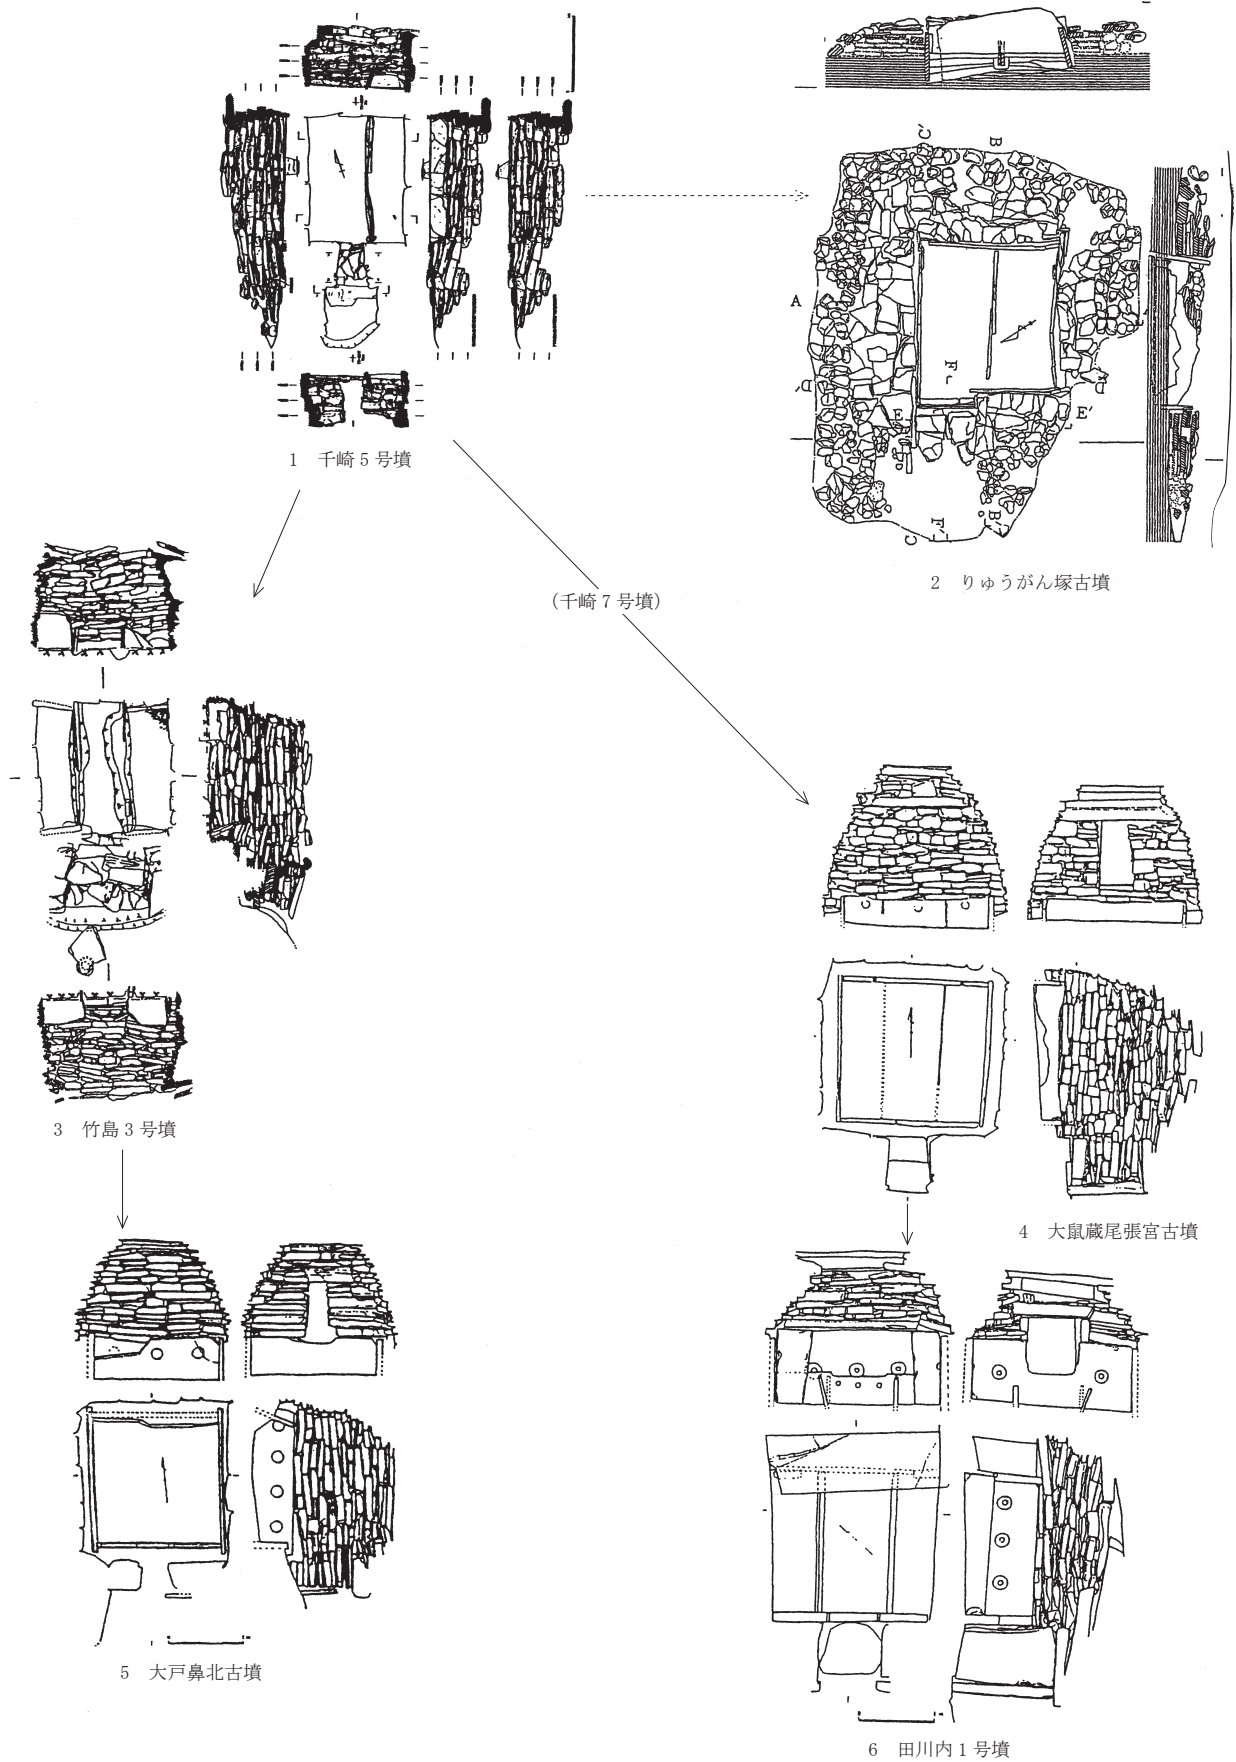 C′
B
A
D′
D
F
E
E′
F′
B′
C
1 千崎5号墳
2 りゅうがん塚古墳
(千崎7号墳)
3 竹島3号墳
4 大鼠蔵尾張宮古墳
5 大戸鼻北古墳
6 田川内1号墳